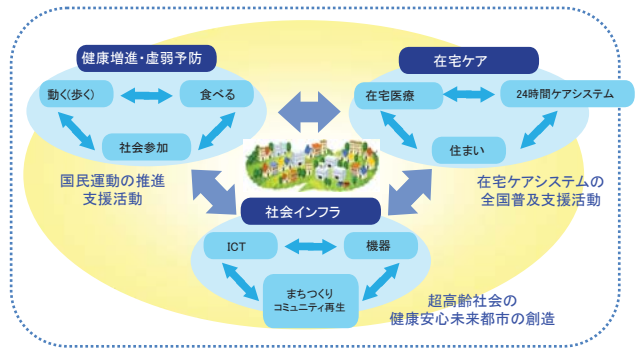 健康増進・虚弱予防
動く(歩く)
食べる
社会参加
国民運動の推進
支援活動
在宅ケア
在宅医療
24時間ケアシステム
住まい
在宅ケアシステムの
全国普及支援活動
社会インフラ
ICT
機器
まちつくり
コミュニティ再生
超高齢社会の
健康安心未来都市の創造